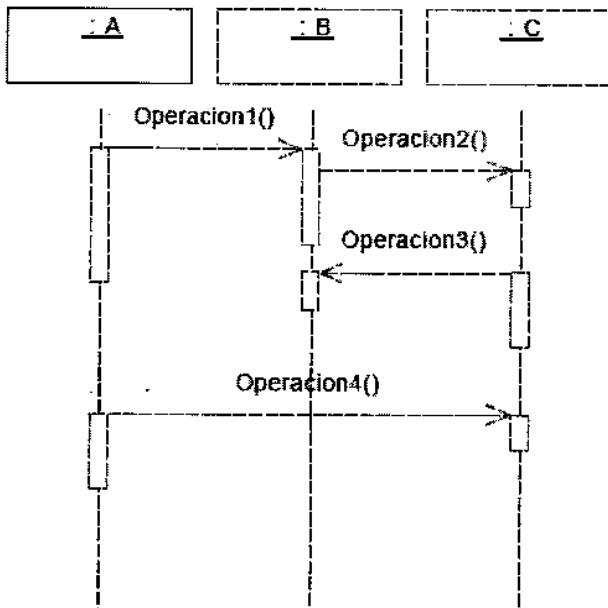 : A
: B
: C
Operacion1()
Operacion2()
Operacion3()
Operacion4()